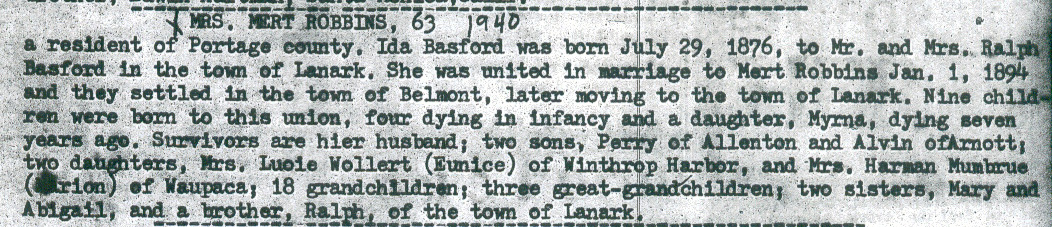 X MRS. MERT ROBBINS, 63 1940
a resident of Portage county. Ida Basford was born July 29, 1876, to Mr. and Mrs. Ralph
Basford in the town of Lanark. She was united in marriage to Mert Robbins Jan. 1, 1894
and they settled in the town of Belmont, later moving to the town of Lanark. Nine child-
ren were born to this union, four dying in infancy and a daughter, Myrna, dying seven
years ago. Survivors are hier husband; two sons, Perry of Allenton and Alvin ofArnott;
two daughters, Mrs. Lucie Wollert (Eunice) of Winthrop Harbor, and Mrs. Harman Mumbrue
of Waupaca; 18 grandchildren; three great-grandchildren; two sisters, Mary and
Abigail, and a brother, Ralph, of the town of Lanark.